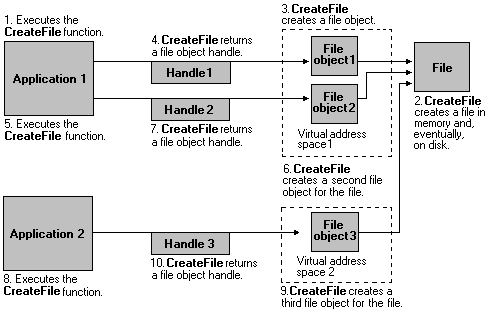 1. Executes the
CreateFile function.
Application 1
5. Executes the
CreateFile function.
4. CreateFile returns
a file object handle.
Handle1
Handle2
7. CreateFile returns
a file object handle.
3. CreateFile
creates a file object.
File
object1
File
object2
Virtual address
space1
File
2. CreateFile
creates a file in
memory and,
eventually,
on disk.
6. CreateFile
creates a second file
object for the file.
Application 2
8. Executes the
CreateFile function.
Handle 3
10. CreateFile returns
a file object handle.
File
object3
Virtual address
space 2
9. CreateFile creates a
third file object for the file.